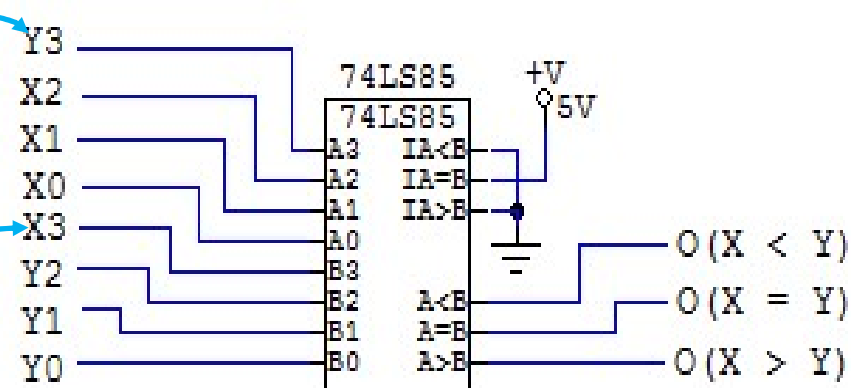 Y3
X2
X1
X0
X3
Y2
Y1
Y0
74LS85
74LS85
A3
A2
A1
A0
B3
B2
B1
B0
IA<B
IA=B
IA>B
A<B
A=B
A>B
+V
5V
O(X < Y)
O(X = Y)
O(X > Y)